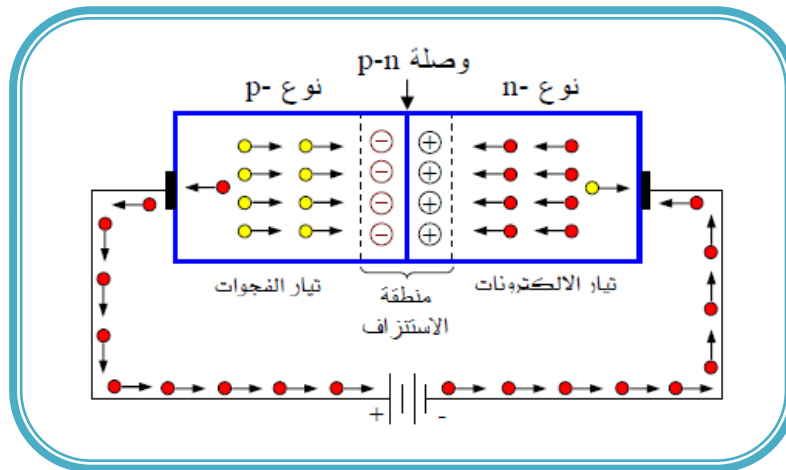 وصلة p-n
نوع -p
نوع -n
− +
− +
− +
− +
تيار الفجوات
منطقة
الاستنزاف
تيار الالكترونات
+ -